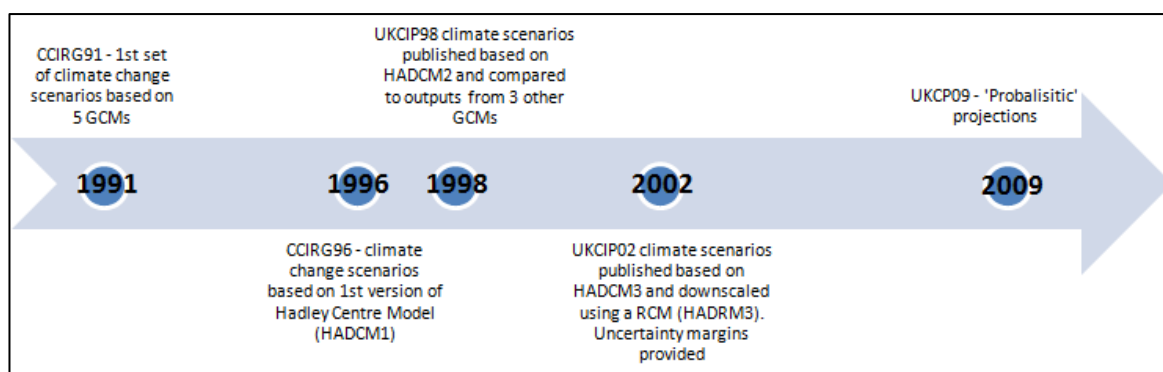 CCIRG91 - 1st set
of climate change
scenarios based on
5 GCMs
UKCIP98 climate scenarios
published based on
HADCM2 and compared
to outputs from 3 other
GCMs
UKCP09 - 'Probalisitic'
projections
1991
1996
1998
2002
2009
CCIRG96 - climate
change scenarios
based on 1st version of
Hadley Centre Model
(HADCM1)
UKCIP02 climate scenarios
published based on
HADCM3 and downscaled
using a RCM (HADRM3).
Uncertainty margins
provided